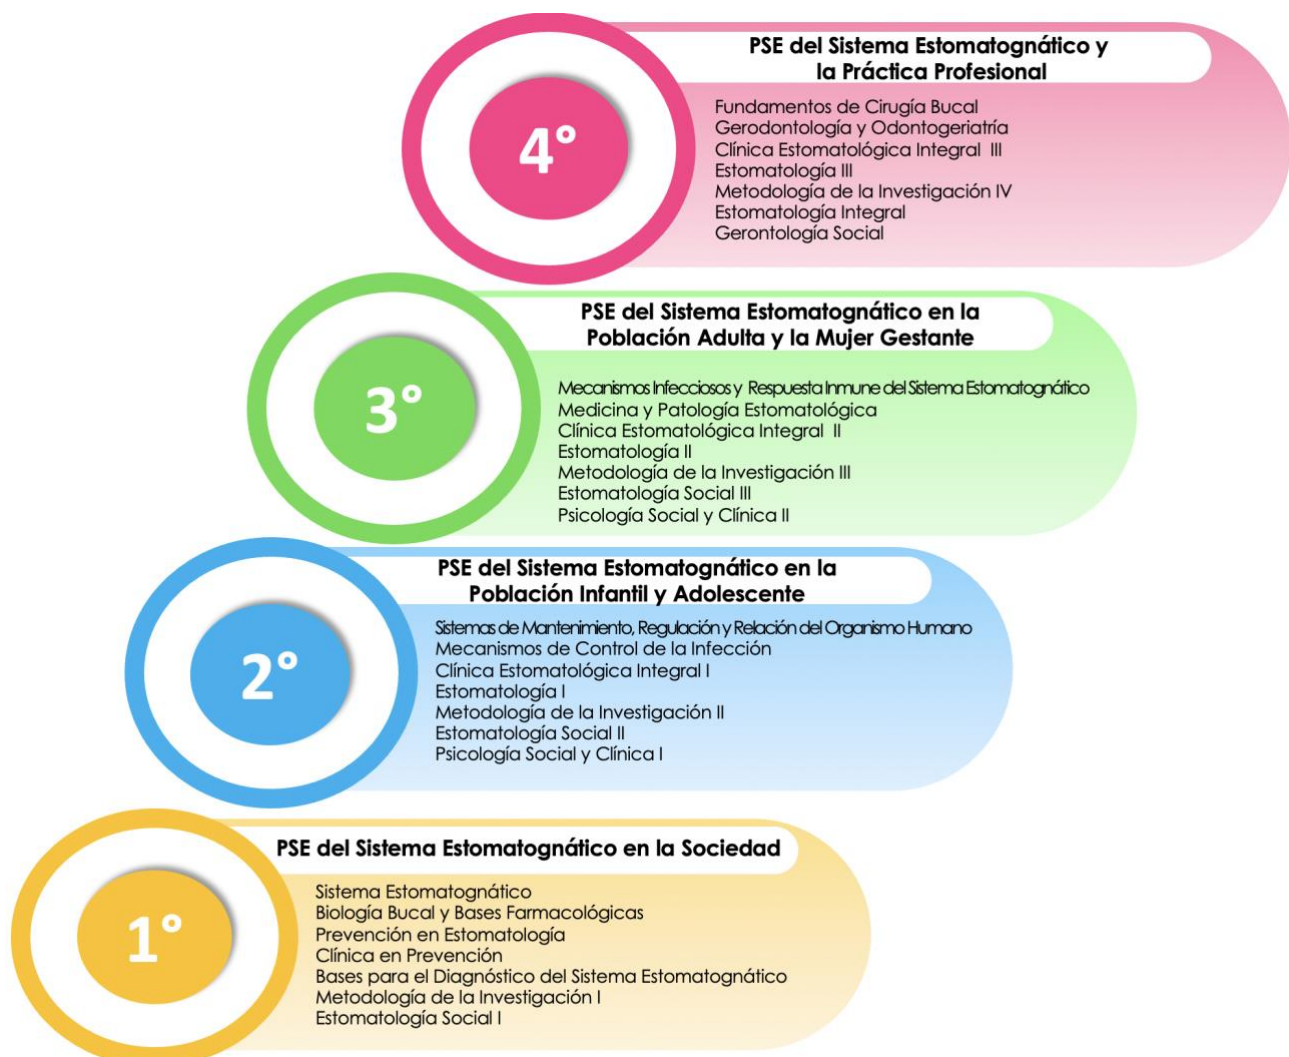 4°
PSE del Sistema Estomatognático y
la Práctica Profesional
Fundamentos de Cirugía Bucal
Gerodontología y Odontogeriatría
Clínica Estomatológica Integral III
Estomatología III
Metodología de la Investigación IV
Estomatología Integral
Gerontología Social
3°
PSE del Sistema Estomatognático en la
Población Adulta y la Mujer Gestante
Mecanismos Infecciosos y Respuesta Inmune del Sistema Estomatognático
Medicina y Patología Estomatológica
Clínica Estomatológica Integral II
Estomatología II
Metodología de la Investigación III
Estomatología Social III
Psicología Social y Clínica II
2°
PSE del Sistema Estomatognático en la
Población Infantil y Adolescente
Sistemas de Mantenimiento, Regulación y Relación del Organismo Humano
Mecanismos de Control de la Infección
Clínica Estomatológica Integral I
Estomatología I
Metodología de la Investigación II
Estomatología Social II
Psicología Social y Clínica I
1°
PSE del Sistema Estomatognático en la Sociedad
Sistema Estomatognático
Biología Bucal y Bases Farmacológicas
Prevención en Estomatología
Clínica en Prevención
Bases para el Diagnóstico del Sistema Estomatognático
Metodología de la Investigación I
Estomatología Social I